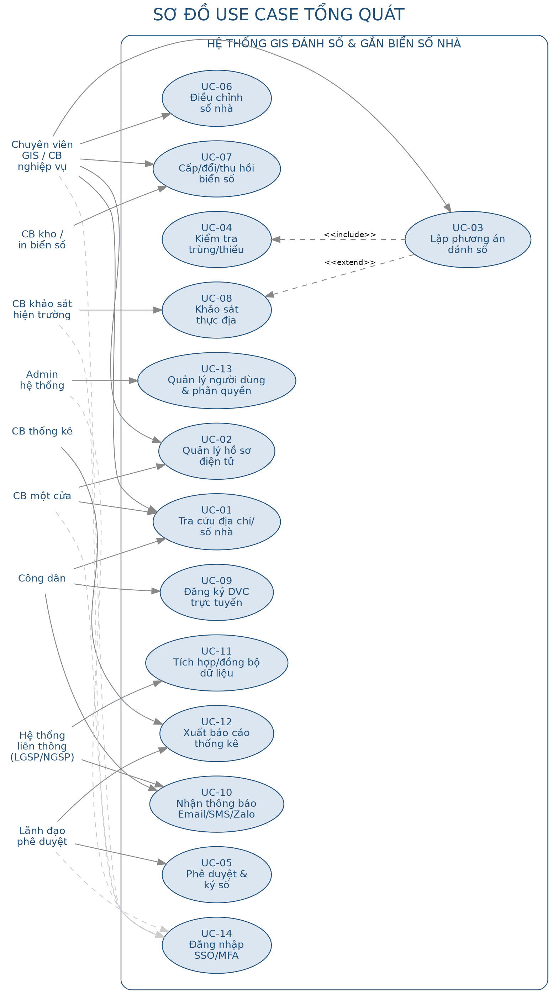 SƠ ĐỒ USE CASE TỔNG QUÁT
HỆ THỐNG GIS ĐÁNH SỐ & GẮN BIỂN SỐ NHÀ
UC-06
Điều chỉnh
số nhà
Chuyên viên
GIS / CB
nghiệp vụ
UC-07
Cấp/đổi/thu hồi
biển số
CB kho /
in biển số
UC-04
Kiểm tra
trùng/thiếu
<<include>>
UC-03
Lập phương án
đánh số
<<extend>>
CB khảo sát
hiện trường
UC-08
Khảo sát
thực địa
Admin
hệ thống
UC-13
Quản lý người dùng
& phân quyền
CB thống kê
UC-02
Quản lý hồ sơ
điện tử
CB một cửa
UC-01
Tra cứu địa chỉ/
số nhà
Công dân
UC-09
Đăng ký DVC
trực tuyến
UC-11
Tích hợp/đồng bộ
dữ liệu
Hệ thống
liên thông
(LGSP/NGSP)
UC-12
Xuất báo cáo
thống kê
UC-10
Nhận thông báo
Email/SMS/Zalo
Lãnh đạo
phê duyệt
UC-05
Phê duyệt &
ký số
UC-14
Đăng nhập
SSO/MFA